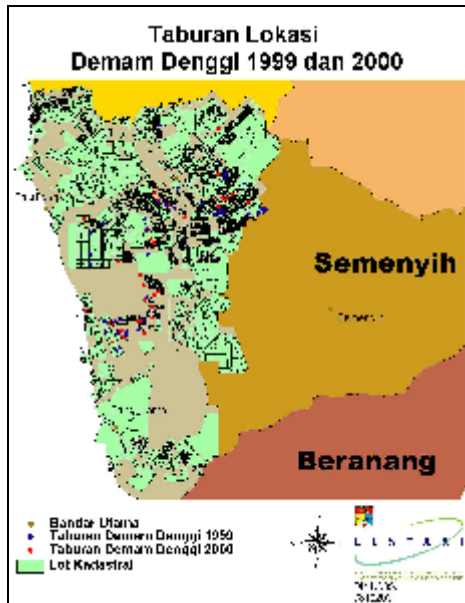 Taburan Lokasi
Demam Denggi 1999 dan 2000
Semenyih
Semenyih
Beranang
Bandar Utama
Taburan Demam Denggi 1999
Taburan Demam Denggi 2000
Lot Kadastral
LESTARI